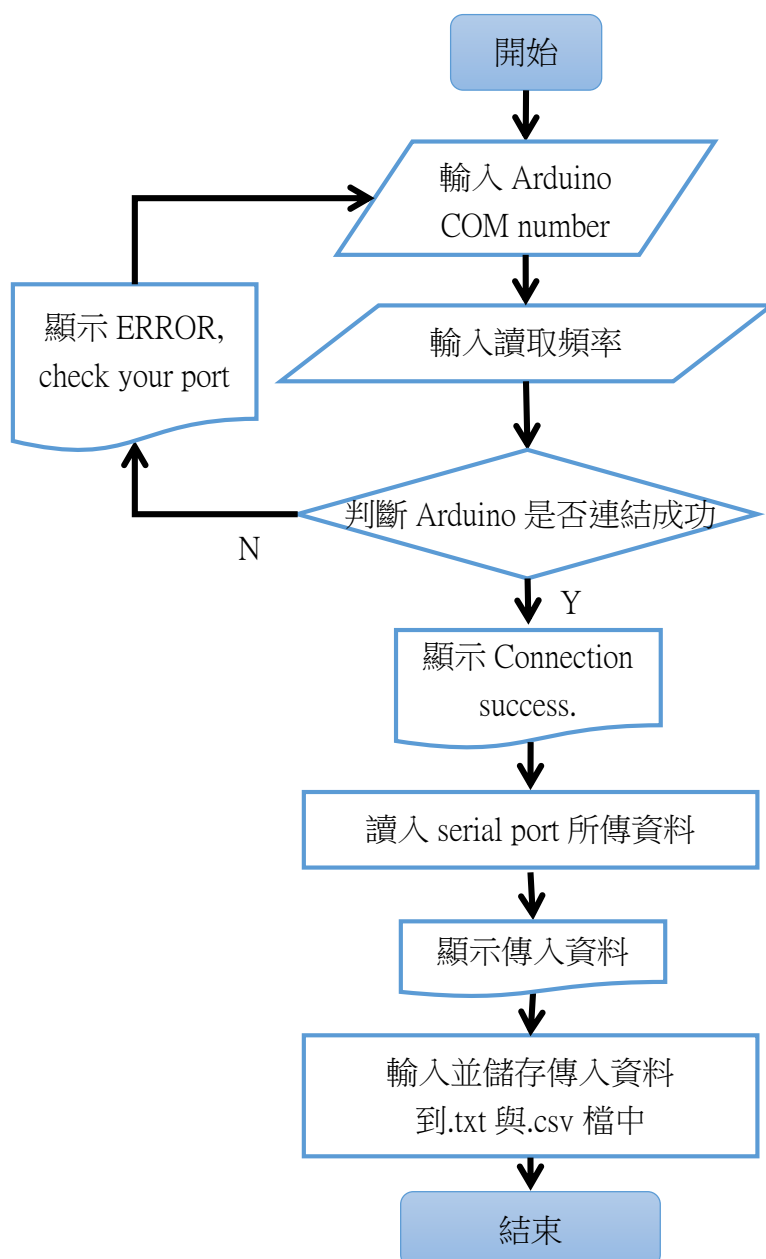 開始
輸入 Arduino
COM number
顯示 ERROR,
check your port
輸入讀取頻率
判斷 Arduino 是否連結成功
N
Y
顯示 Connection
success.
讀入 serial port 所傳資料
顯示傳入資料
輸入並儲存傳入資料
到.txt 與.csv 檔中
結束